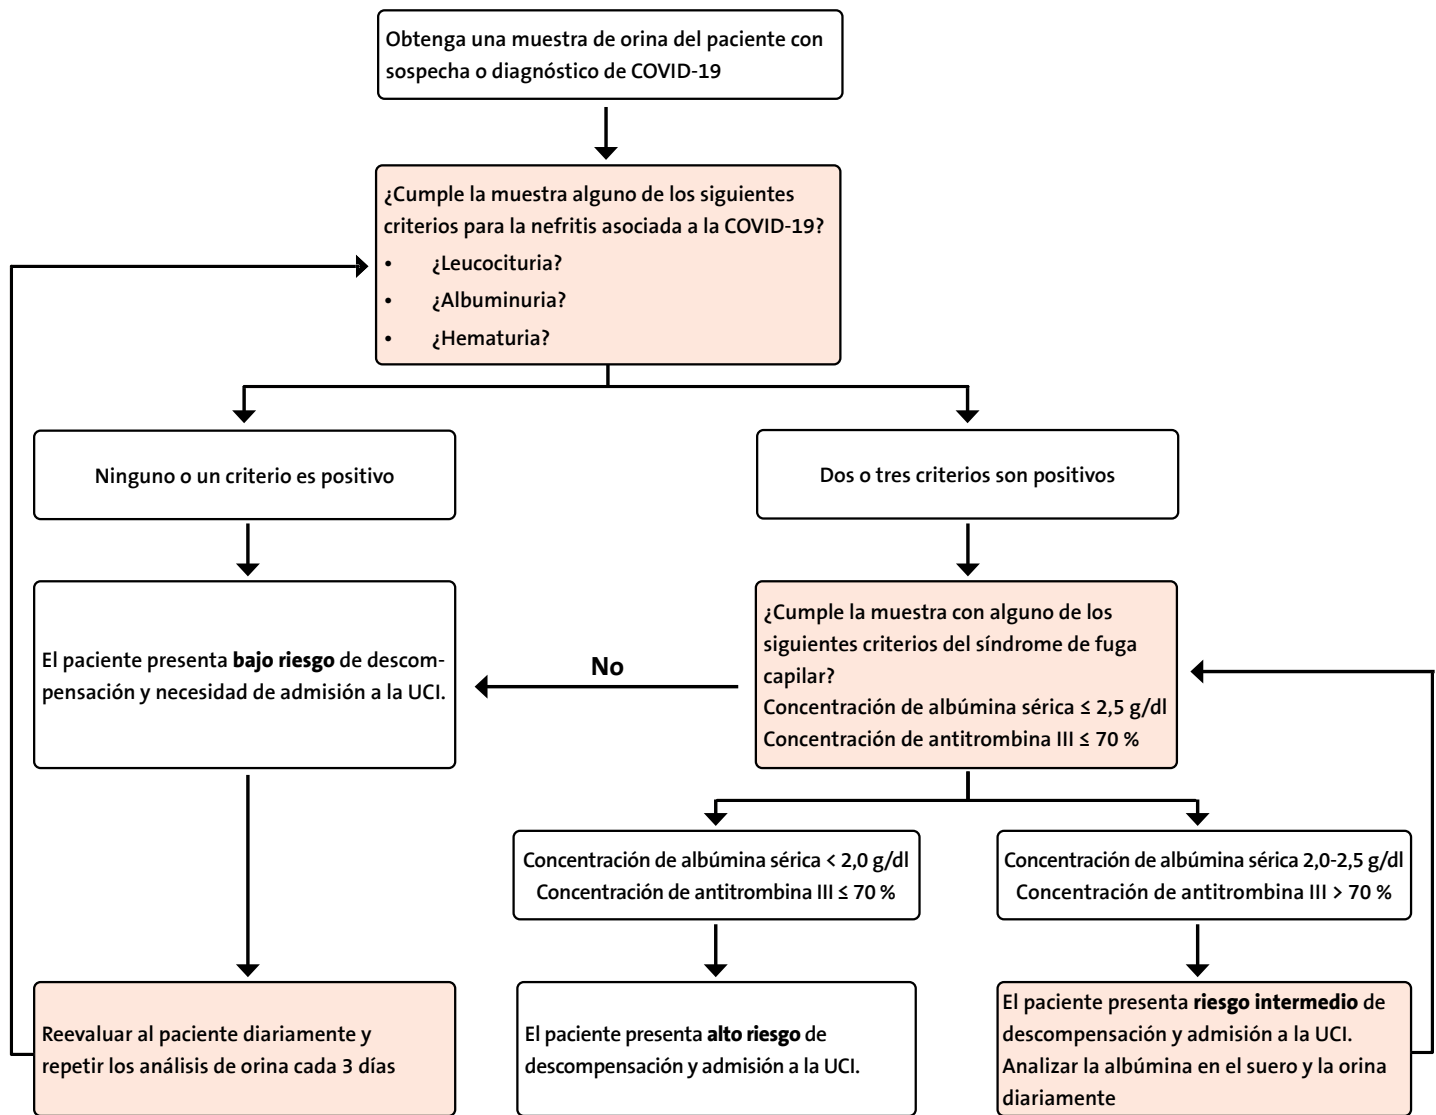 Obtenga una muestra de orina del paciente con
sospecha o diagnóstico de COVID-19
¿Cumple la muestra alguno de los siguientes
criterios para la nefritis asociada a la COVID-19?
• ¿Leucocituria?
• ¿Albuminuria?
• ¿Hematuria?
Ninguno o un criterio es positivo
Dos o tres criterios son positivos
El paciente presenta bajo riesgo de descom-
pensación y necesidad de admisión a la UCI.
No
¿Cumple la muestra con alguno de los
siguientes criterios del síndrome de fuga
capilar?
Concentración de albúmina sérica ≤ 2,5 g/dl
Concentración de antitrombina III ≤ 70 %
Concentración de albúmina sérica < 2,0 g/dl
Concentración de antitrombina III ≤ 70 %
Concentración de albúmina sérica 2,0-2,5 g/dl
Concentración de antitrombina III > 70 %
Reevaluar al paciente diariamente y
repetir los análisis de orina cada 3 días
El paciente presenta alto riesgo de
descompensación y admisión a la UCI.
El paciente presenta riesgo intermedio de
descompensación y admisión a la UCI.
Analizar la albúmina en el suero y la orina
diariamente